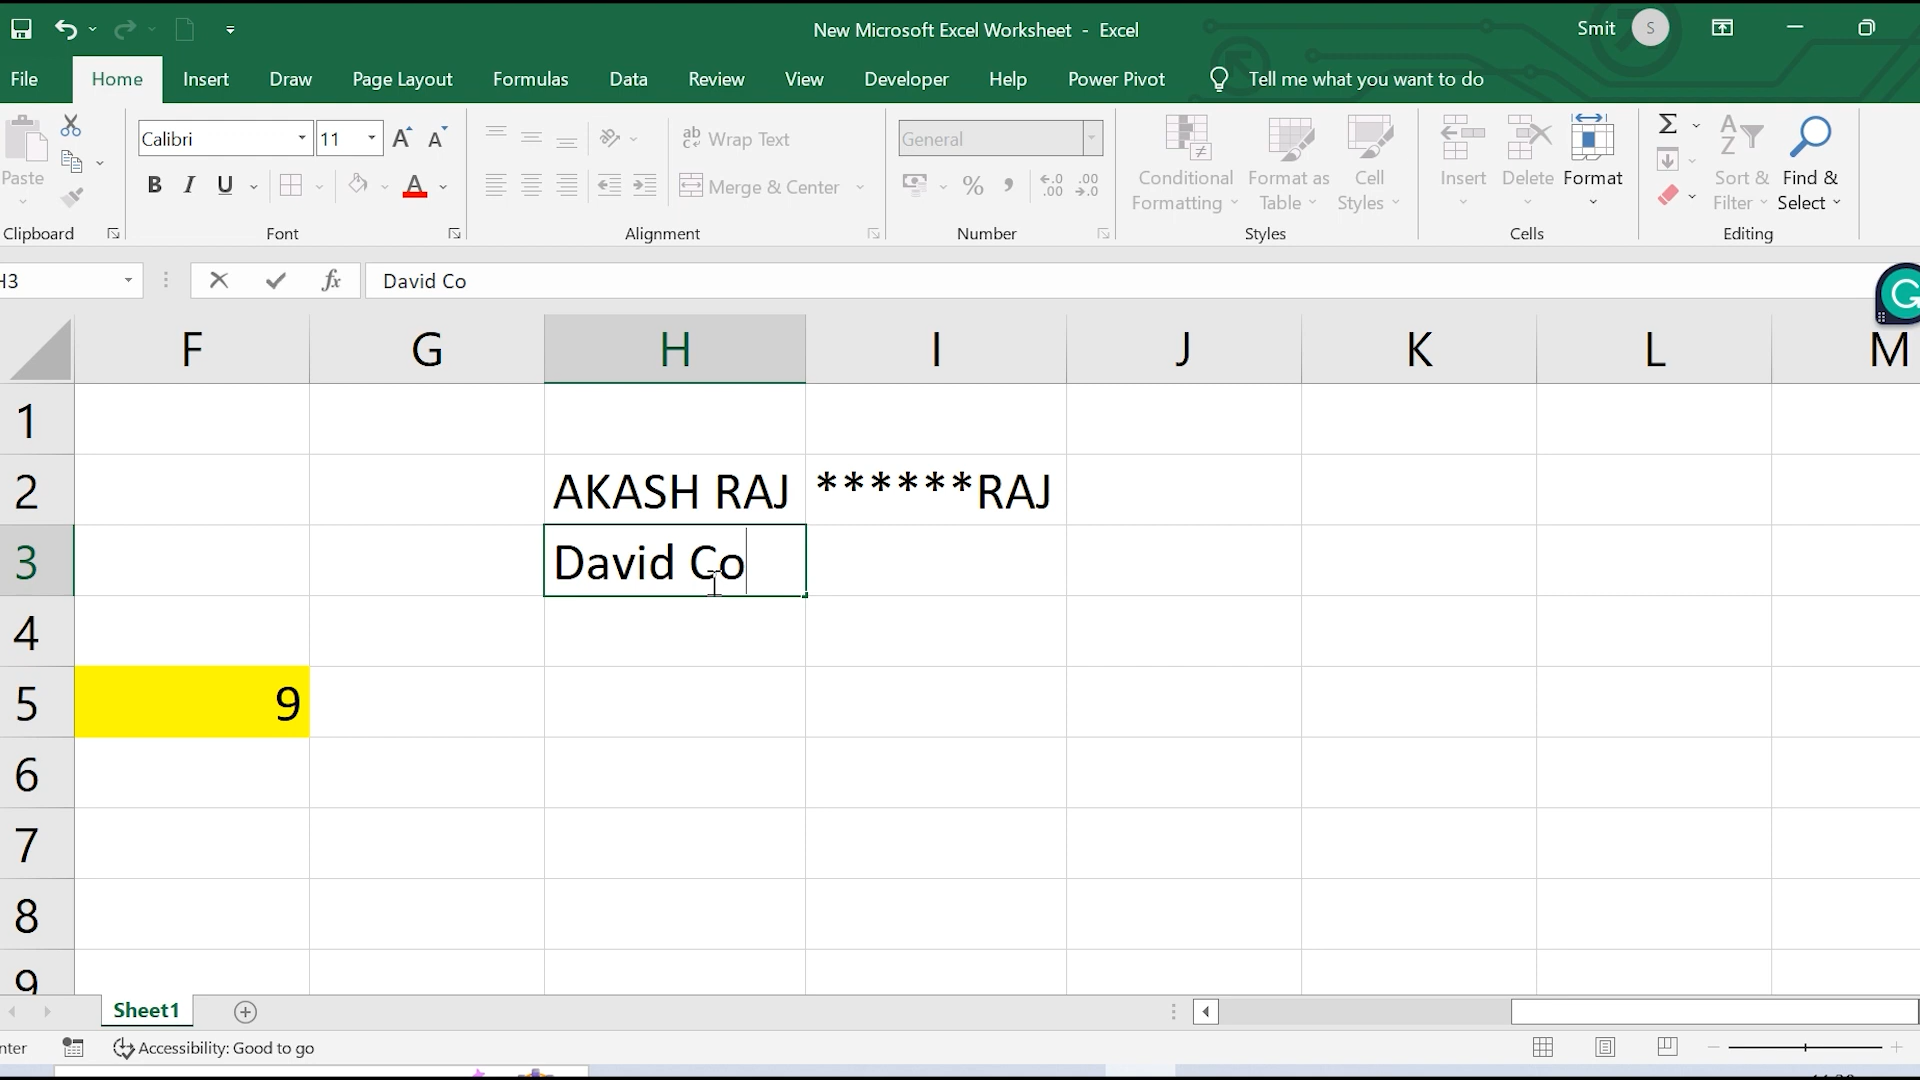 New Microsoft Excel Worksheet - Excel
Smit
S
File Home Insert Draw Page Layout Formulas Data Review View Developer Help Power Pivot Tell me what you want to do
Paste
Clipboard
Calibri
11
B I U
Font
ab Wrap Text
Merge & Center
Alignment
General
% 9
Number
Conditional Formatting
Format as Table
Cell Styles
Styles
Insert
Delete
Format
Cells
Sort & Filter
Find & Select
Editing
H3
fx
David Co
F G H I J K L M
1
2 AKASH RAJ ******RAJ
3 David Co
4
5 9
6
7
8
9
Sheet1
nter
Accessibility: Good to go